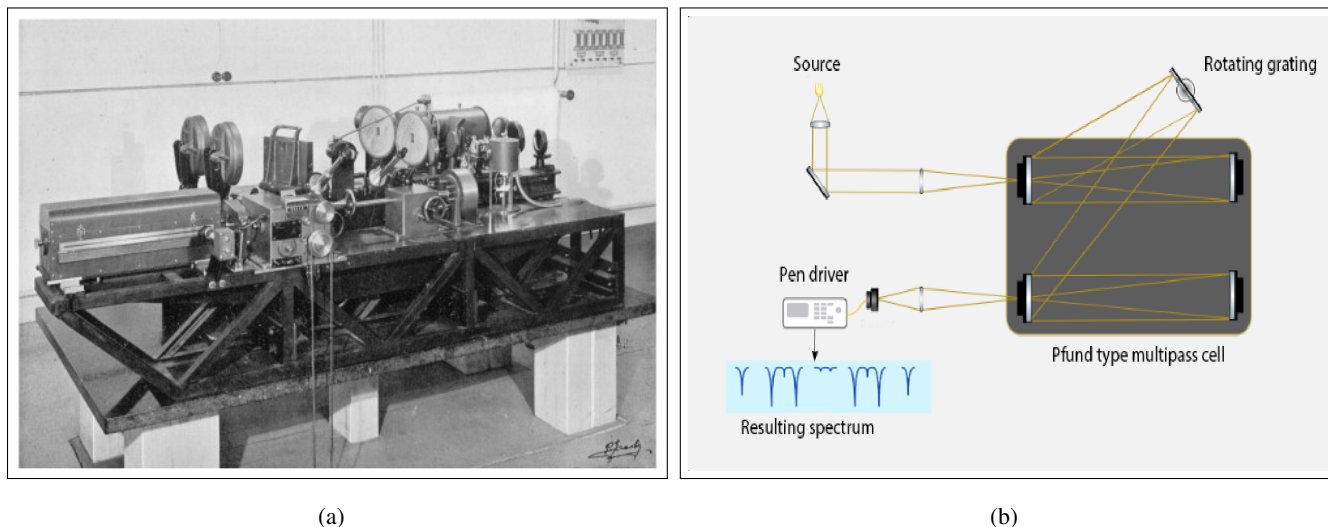 Source
Rotating grating
Pen driver
Pfund type multipass cell
Resulting spectrum
(a)
(b)